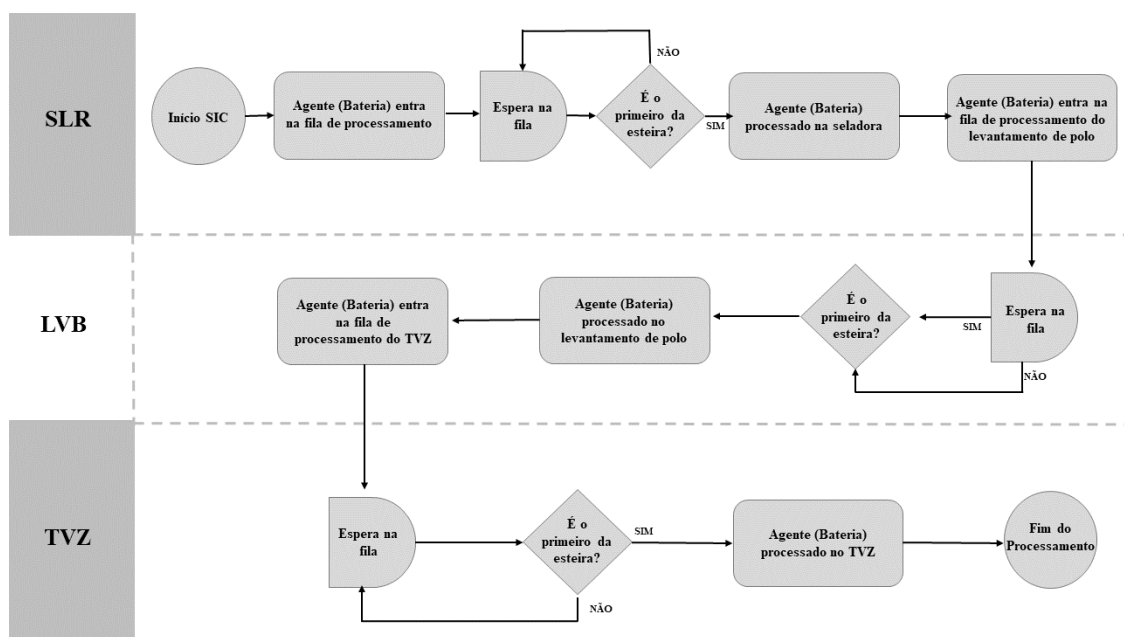 SLR
Início SIC
Agente (Bateria) entra
na fila de processamento
Espera na
fila
NÃO
É o
primeiro da
esteira?
SIM
Agente (Bateria)
processado na seladora
Agente (Bateria) entra na
fila de processamento do
levantamento de polo
LVB
Espera na
fila
SIM
NÃO
É o
primeiro da
esteira?
Agente (Bateria)
processado no
levantamento de polo
Agente (Bateria) entra
na fila de
processamento do TVZ
TVZ
Espera na
fila
É o
primeiro da
esteira?
SIM
NÃO
Agente (Bateria)
processado no TVZ
Fim do
Processamento